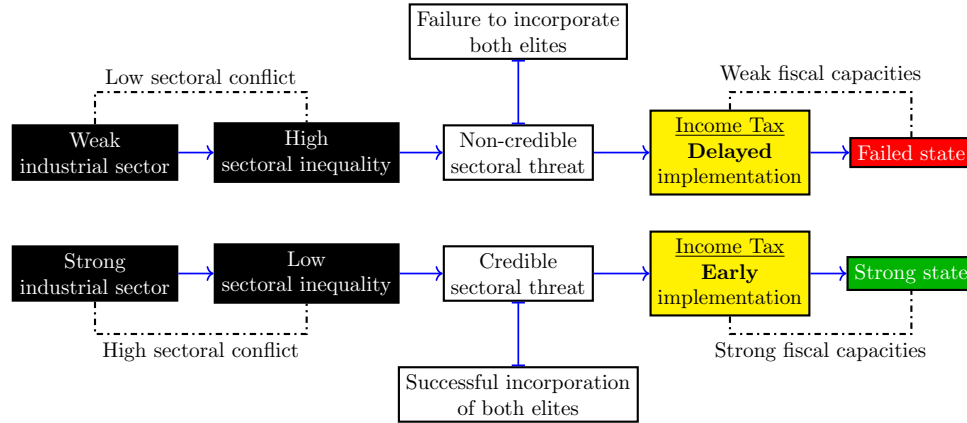 Failure to incorporate
both elites
Low sectoral conflict
Weak fiscal capacities
Weak
industrial sector
High
sectoral inequality
Non-credible
sectoral threat
Income Tax
Delayed
implementation
Failed state
Strong
industrial sector
Low
sectoral inequality
Credible
sectoral threat
Income Tax
Early
implementation
Strong state
High sectoral conflict
Strong fiscal capacities
Successful incorporation
of both elites